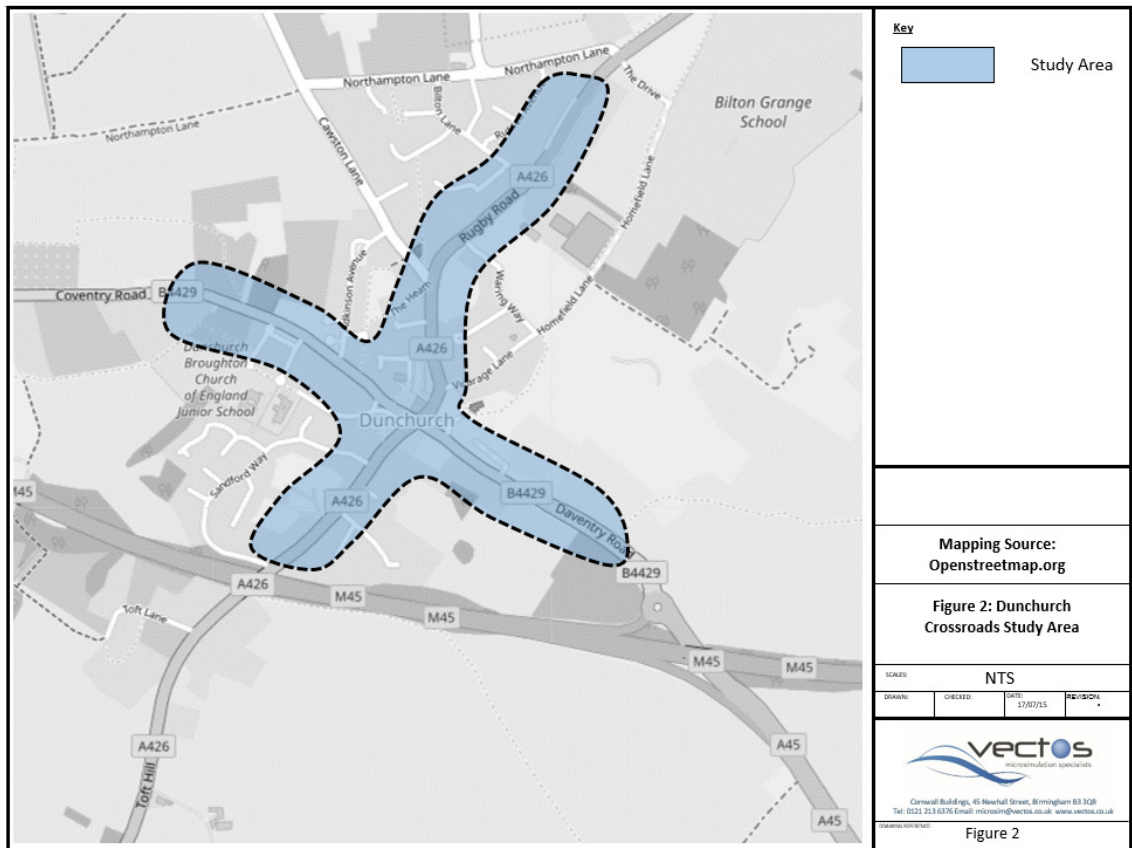 Northampton Lane
Northampton Lane
The Drive
Bilton Grange
School
Northampton Lane
Bilton Lane
Cawston Lane
A426
Homefield Lane
Rugby Road
Coventry Road
B4429
The Hearn
Waring Way
Homefield Lane
A426
Vicarage Lane
Dunchurch
Broughton
Church
of England
Junior School
Dunchurch
Sandford Way
M45
A426
B4429
Daventry Road
B4429
A426
M45
M45
Toft Lane
M45
M45
A426
Toft Hill
A45
A45
Key
Study Area
Mapping Source:
Openstreetmap.org
Figure 2: Dunchurch
Crossroads Study Area
SCALES:
NTS
DRAWN:
CHECKED:
DATE:
17/07/15
REVISION:
-
vectos
microsimulation specialists
Cornwall Buildings, 45 Newhall Street, Birmingham B3 3QR
Tel: 0121 213 6376 Email: microsim@vectos.co.uk www.vectos.co.uk
DRAWING REFERENCE:
Figure 2